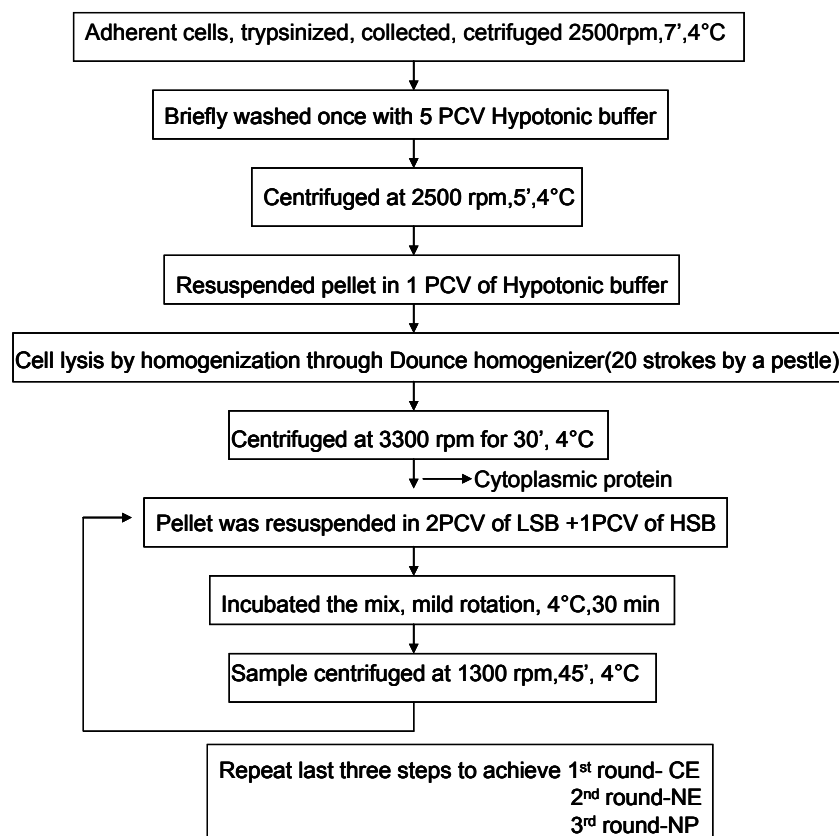 Adherent cells, trypsinized, collected, cetrifuged 2500rpm,7’,4°C
Briefly washed once with 5 PCV Hypotonic buffer
Centrifuged at 2500 rpm,5’,4°C
Resuspended pellet in 1 PCV of Hypotonic buffer
Cell lysis by homogenization through Dounce homogenizer(20 strokes by a pestle)
Centrifuged at 3300 rpm for 30’, 4°C
Cytoplasmic protein
Pellet was resuspended in 2PCV of LSB +1PCV of HSB
Incubated the mix, mild rotation, 4°C,30 min
Sample centrifuged at 1300 rpm,45’, 4°C
Repeat last three steps to achieve 1st round- CE
2nd round-NE
3rd round-NP